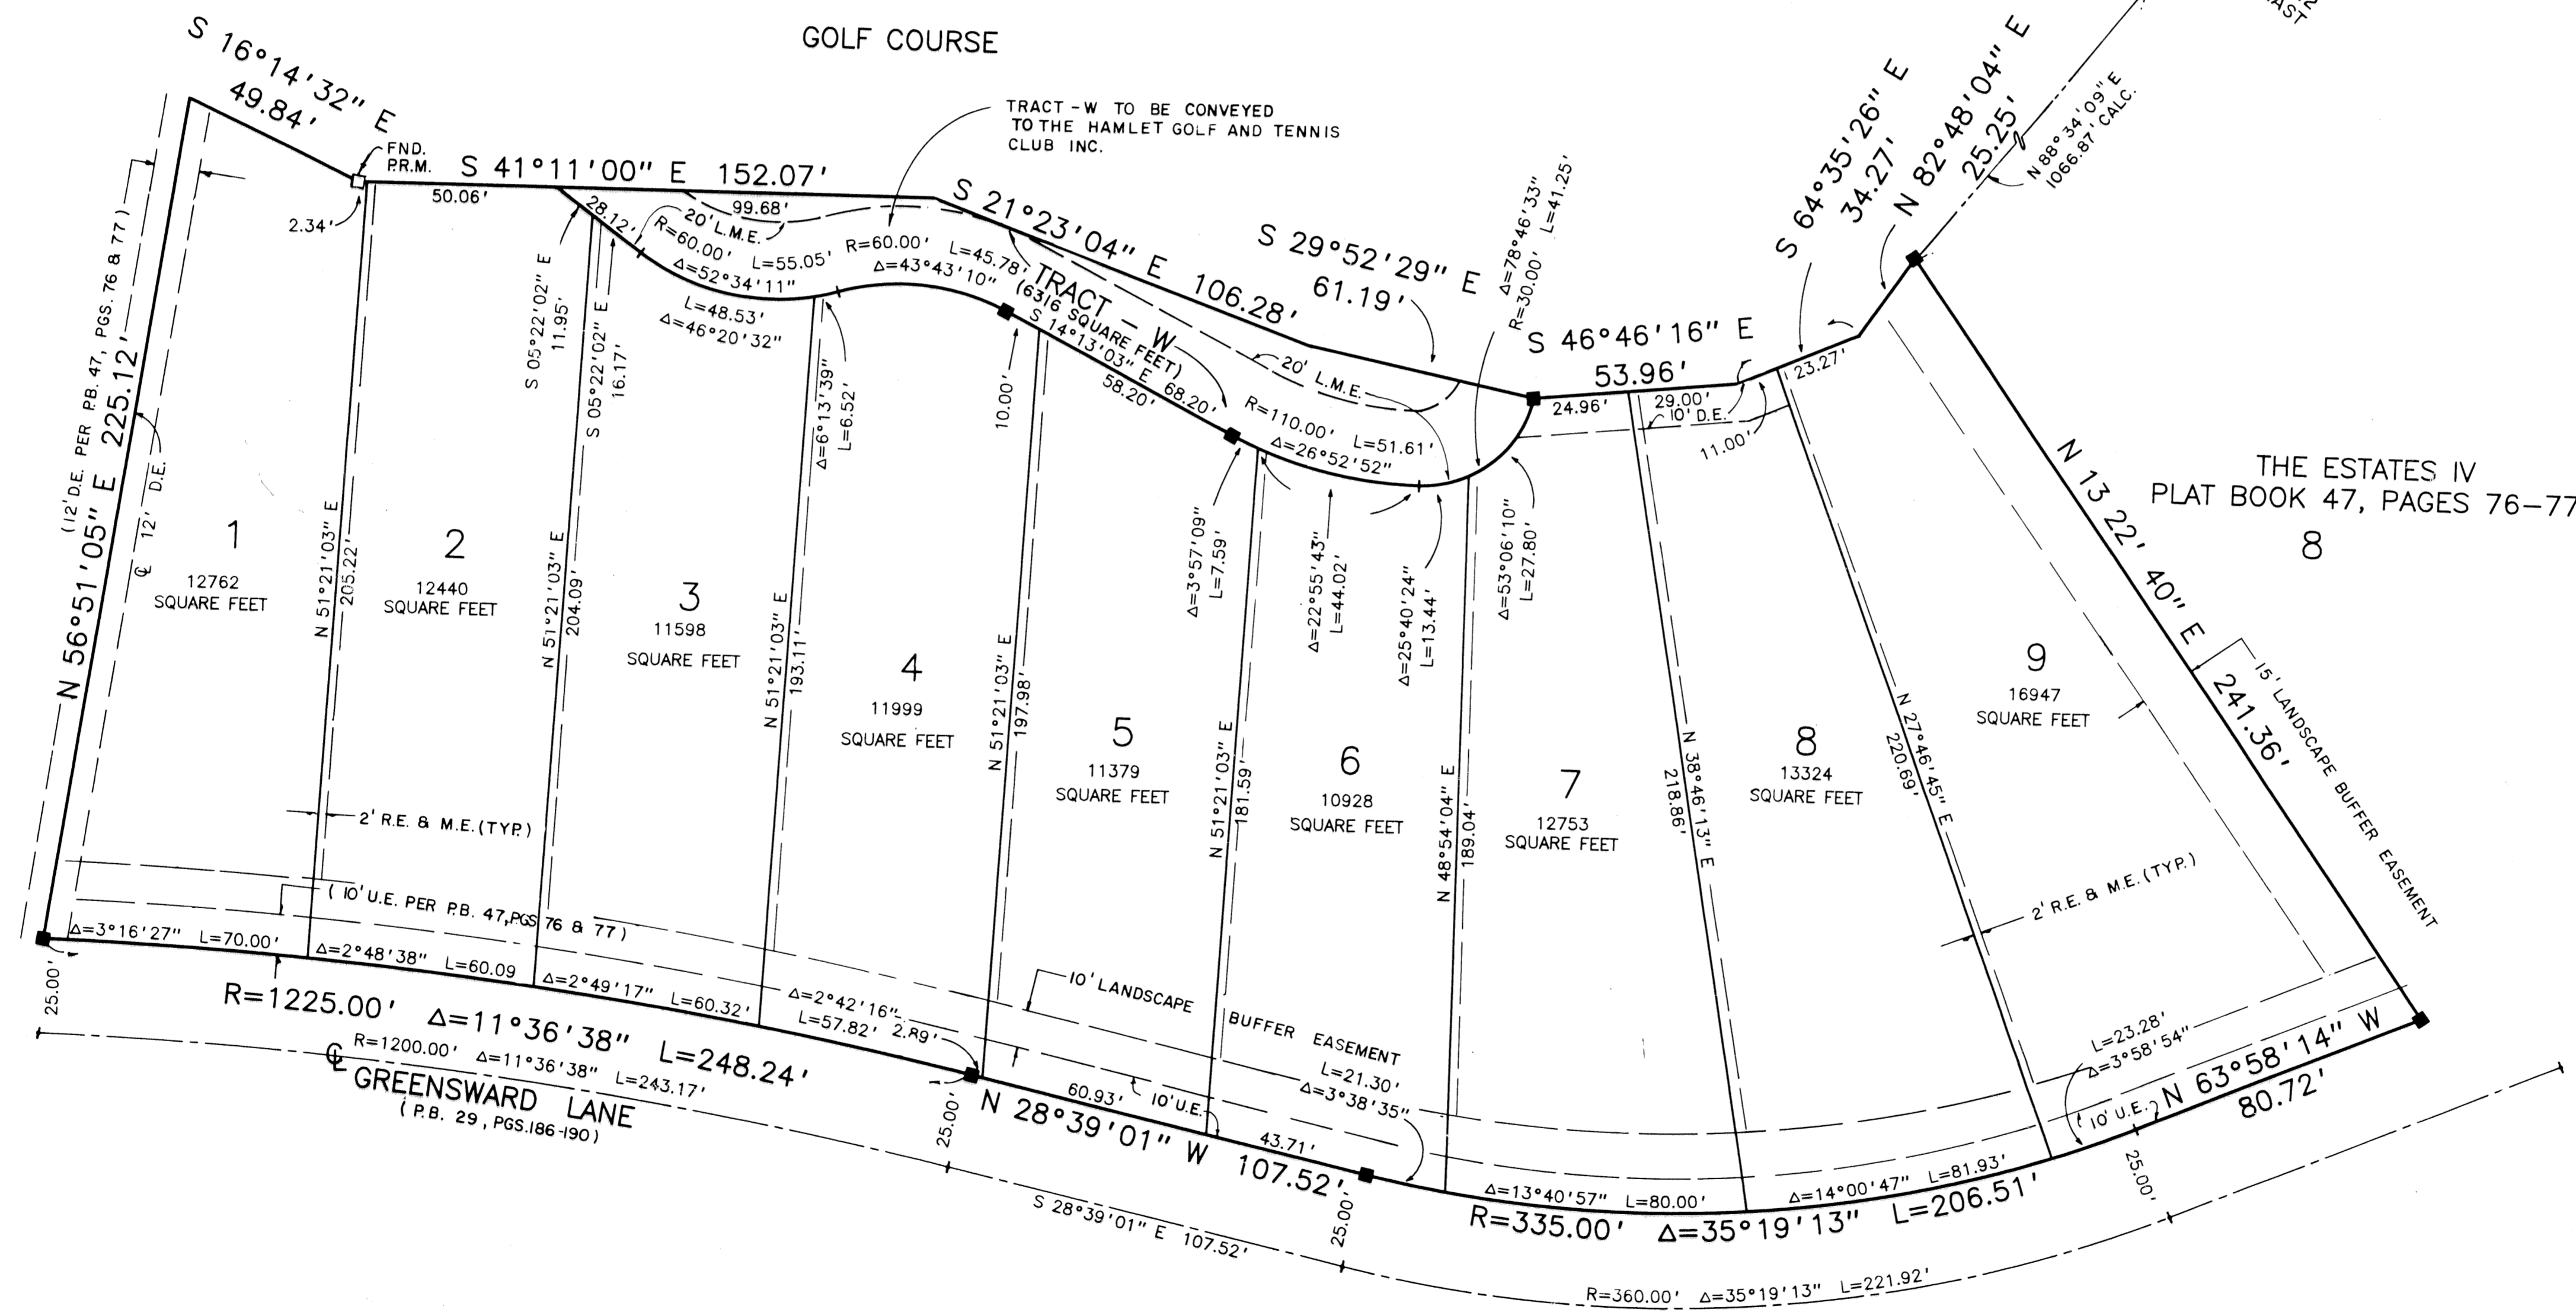 GOLF COURSE
S 16°14'32" E
49.84'
FND.
P.R.M.
S 41°11'00" E 152.07'
2.34'
50.06'
99.68'
TRACT-W TO BE CONVEYED
TO THE HAMLET GOLF AND TENNIS
CLUB INC.
28.12'
20' L.M.E.
R=60.00' L=55.05'
Δ=52°34'11"
L=48.53'
Δ=46°20'32"
R=60.00' L=45.78'
Δ=43°43'10"
S 21°23'04" E 106.28'
TRACT - W
(6316 SQUARE FEET)
S 14°13'03" E 68.20'
58.20'
10.00'
S 29°52'29" E
61.19'
20' L.M.E.
R=110.00' L=51.61'
Δ=26°52'52"
Δ=78°46'33"
R=30.00' L=41.25'
S 46°46'16" E
53.96'
24.96'
29.00'
10' D.E.
11.00'
23.27'
S 64°35'26" E
34.27'
N 82°48'04" E
25.25'
N 88°34'09" E
1066.87' CALC.
(12' D.E. PER P.B. 47, PGS. 76 & 77)
N 56°51'05" E 225.12'
℄ 12' D.E.
S 05°22'02" E
11.95'
S 05°22'02" E
16.17'
Δ=6°13'39"
L=6.52'
Δ=3°57'09"
L=7.59'
Δ=22°55'43"
L=44.02'
Δ=25°40'24"
L=13.44'
Δ=53°06'10"
L=27.80'
THE ESTATES IV
PLAT BOOK 47, PAGES 76-77
8
N 13 22' 40" E 241.36'
15' LANDSCAPE BUFFER EASEMENT
1
12762
SQUARE FEET
N 51°21'03" E
205.22'
2
12440
SQUARE FEET
N 51°21'03" E
204.09'
3
11598
SQUARE FEET
N 51°21'03" E
193.11'
4
11999
SQUARE FEET
N 51°21'03" E
197.98'
5
11379
SQUARE FEET
N 51°21'03" E
181.59'
6
10928
SQUARE FEET
N 48°54'04" E
189.04'
7
12753
SQUARE FEET
N 38°46'13" E
218.86'
8
13324
SQUARE FEET
N 27°46'45" E
220.69'
9
16947
SQUARE FEET
2' R.E. & M.E. (TYP.)
2' R.E. & M.E. (TYP.)
(10' U.E. PER P.B. 47, PGS 76 & 77)
10' LANDSCAPE BUFFER EASEMENT
Δ=3°16'27" L=70.00'
Δ=2°48'38" L=60.09
Δ=2°49'17" L=60.32'
Δ=2°42'16"
L=57.82' 2.89'
60.93'
10' U.E.
43.71'
L=21.30'
Δ=3°38'35"
Δ=13°40'57" L=80.00'
Δ=14°00'47" L=81.93'
L=23.28'
Δ=3°58'54"
10' U.E.
N 63°58'14" W
80.72'
25.00'
R=1225.00' Δ=11°36'38" L=248.24'
R=1200.00' Δ=11°36'38" L=243.17'
℄ GREENSWARD LANE
(P.B. 29, PGS.186-190)
25.00'
N 28°39'01" W 107.52'
S 28°39'01" E 107.52'
25.00'
R=335.00' Δ=35°19'13" L=206.51'
25.00'
R=360.00' Δ=35°19'13" L=221.92'